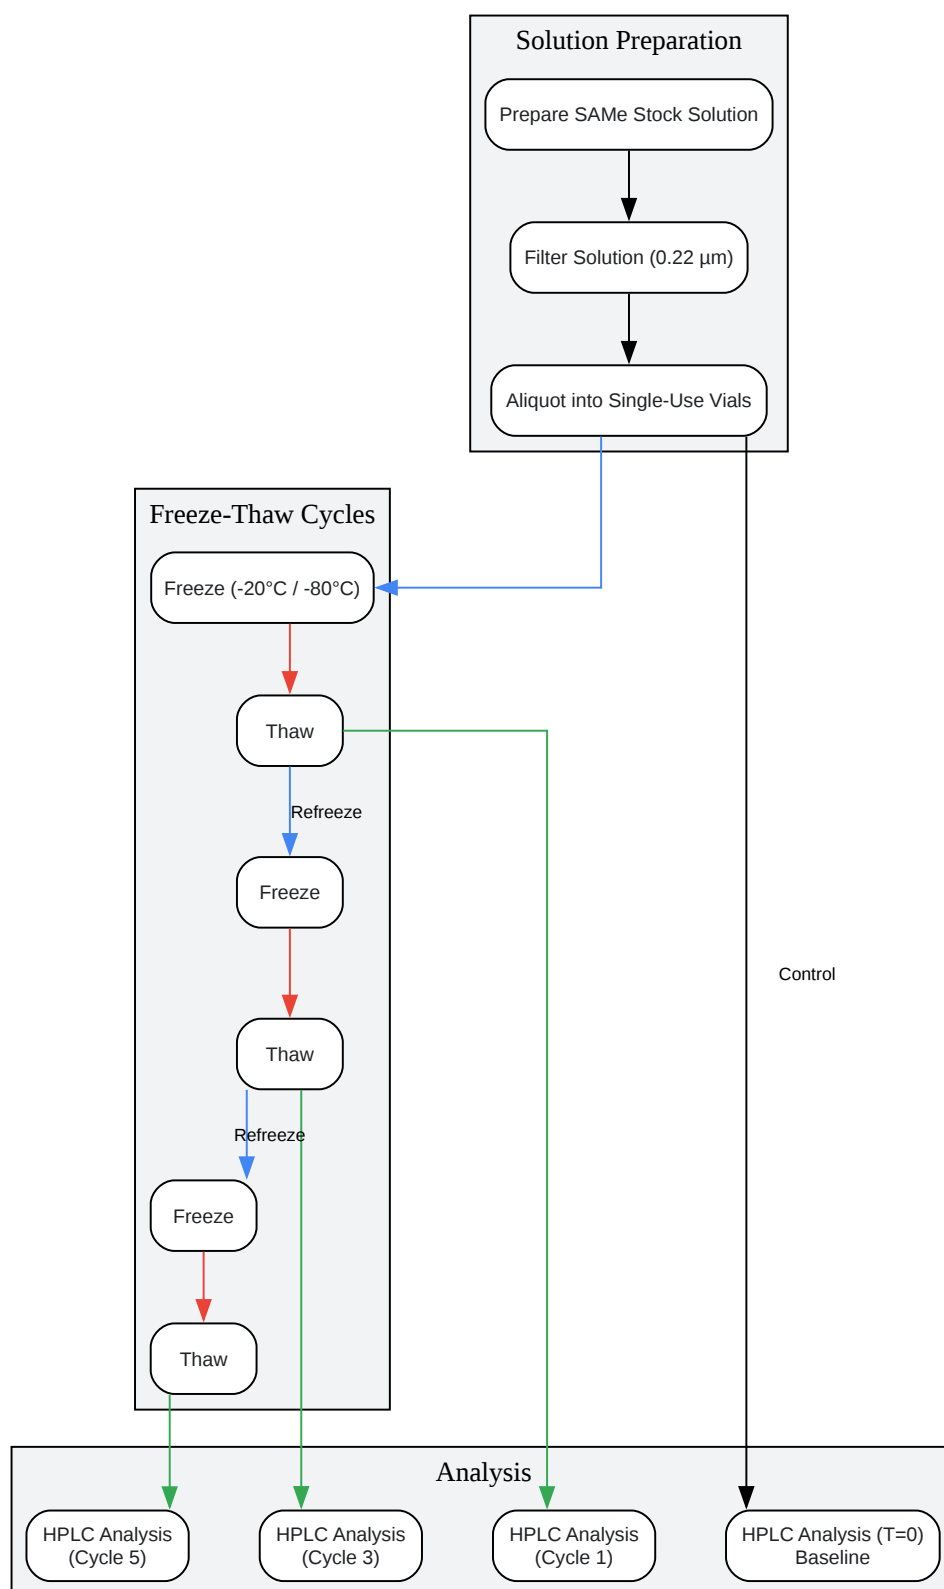 Solution Preparation
Prepare SAMe Stock Solution
Filter Solution (0.22 µm)
Aliquot into Single-Use Vials
Freeze-Thaw Cycles
Freeze (-20°C / -80°C)
Thaw
Refreeze
Freeze
Control
Thaw
Refreeze
Freeze
Thaw
Analysis
HPLC Analysis
(Cycle 5)
HPLC Analysis
(Cycle 3)
HPLC Analysis
(Cycle 1)
HPLC Analysis (T=0)
Baseline